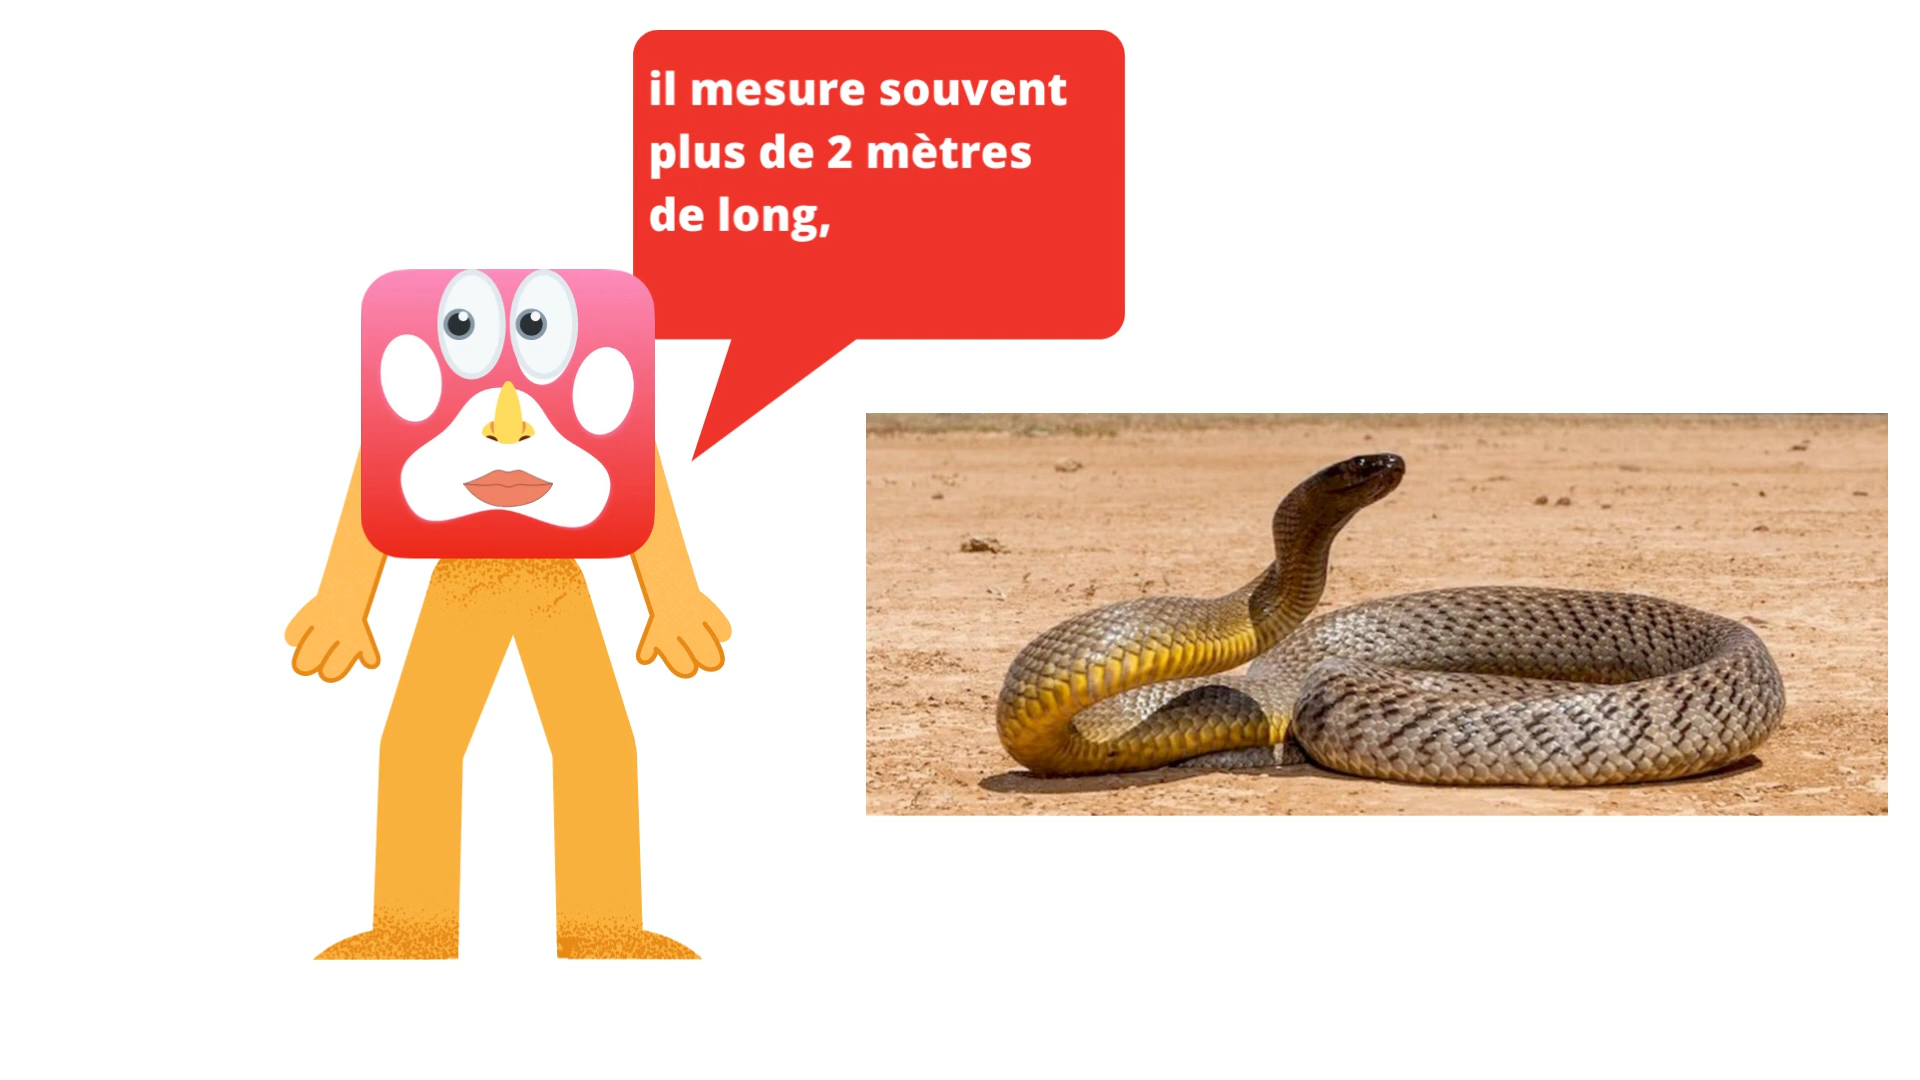 il mesure souvent
plus de 2 mètres
de long,